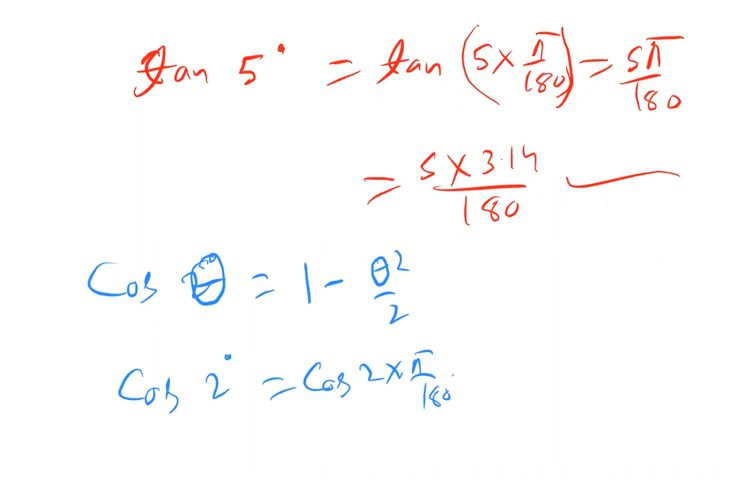 tan 5° = tan (5 × π/180) = 5π/180
= 5 × 3.14/180
Cos θ = 1 - θ²/2
Cos 2° = Cos 2 × π/180